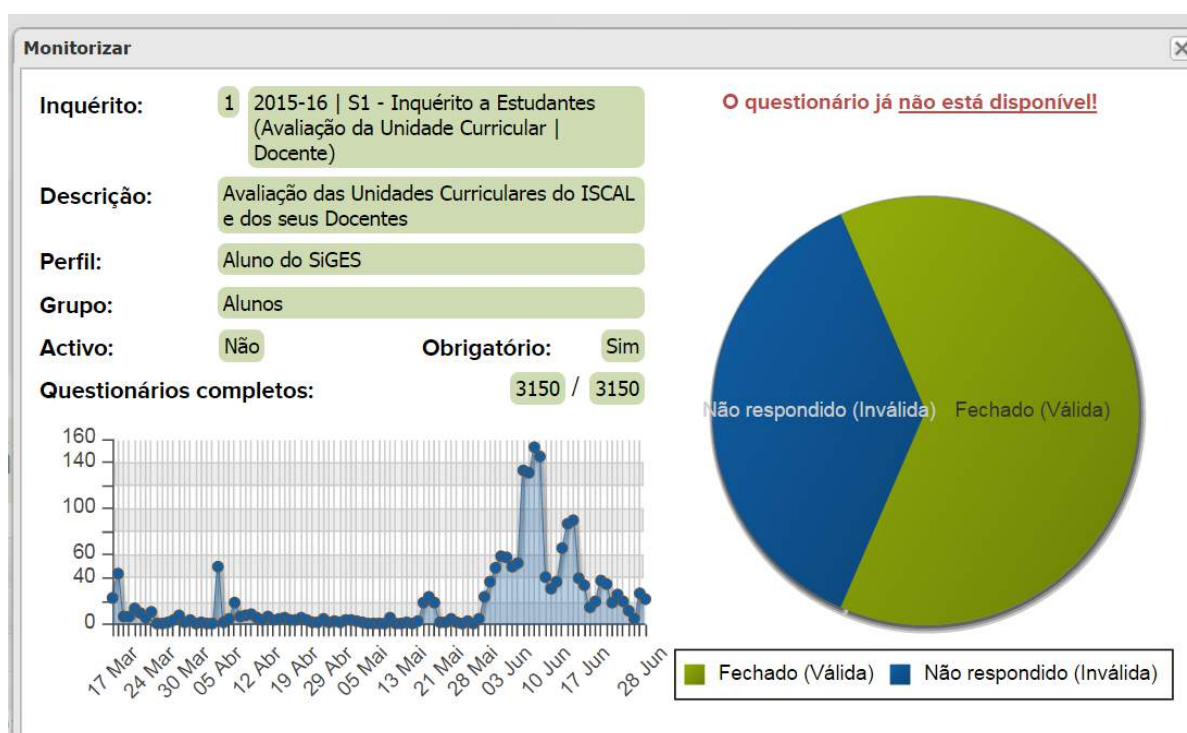 Monitorizar
Inquérito:
1
2015-16 | S1 - Inquérito a Estudantes
(Avaliação da Unidade Curricular |
Docente)
Descrição:
Avaliação das Unidades Curriculares do ISCAL
e dos seus Docentes
Perfil:
Aluno do SiGES
Grupo:
Alunos
Activo:
Não
Obrigatório:
Sim
Questionários completos:
3150 / 3150
160
140
100
60
40
0
17 Mar
24 Mar
30 Mar
05 Abr
12 Abr
19 Abr
29 Abr
05 Mai
13 Mai
21 Mai
28 Mai
03 Jun
10 Jun
17 Jun
28 Jun
O questionário já não está disponível!
Não respondido (Inválida)
Fechado (Válida)
Fechado (Válida)
Não respondido (Inválida)